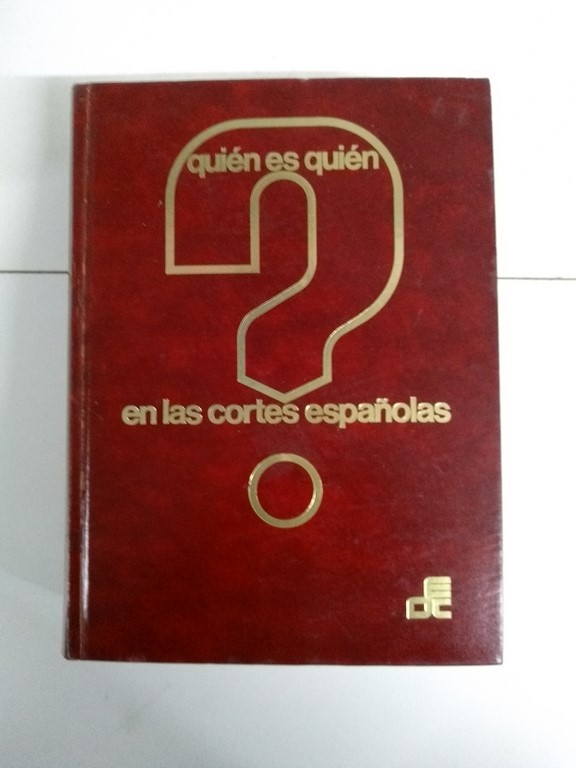 quién es quién
?
en las cortes españolas